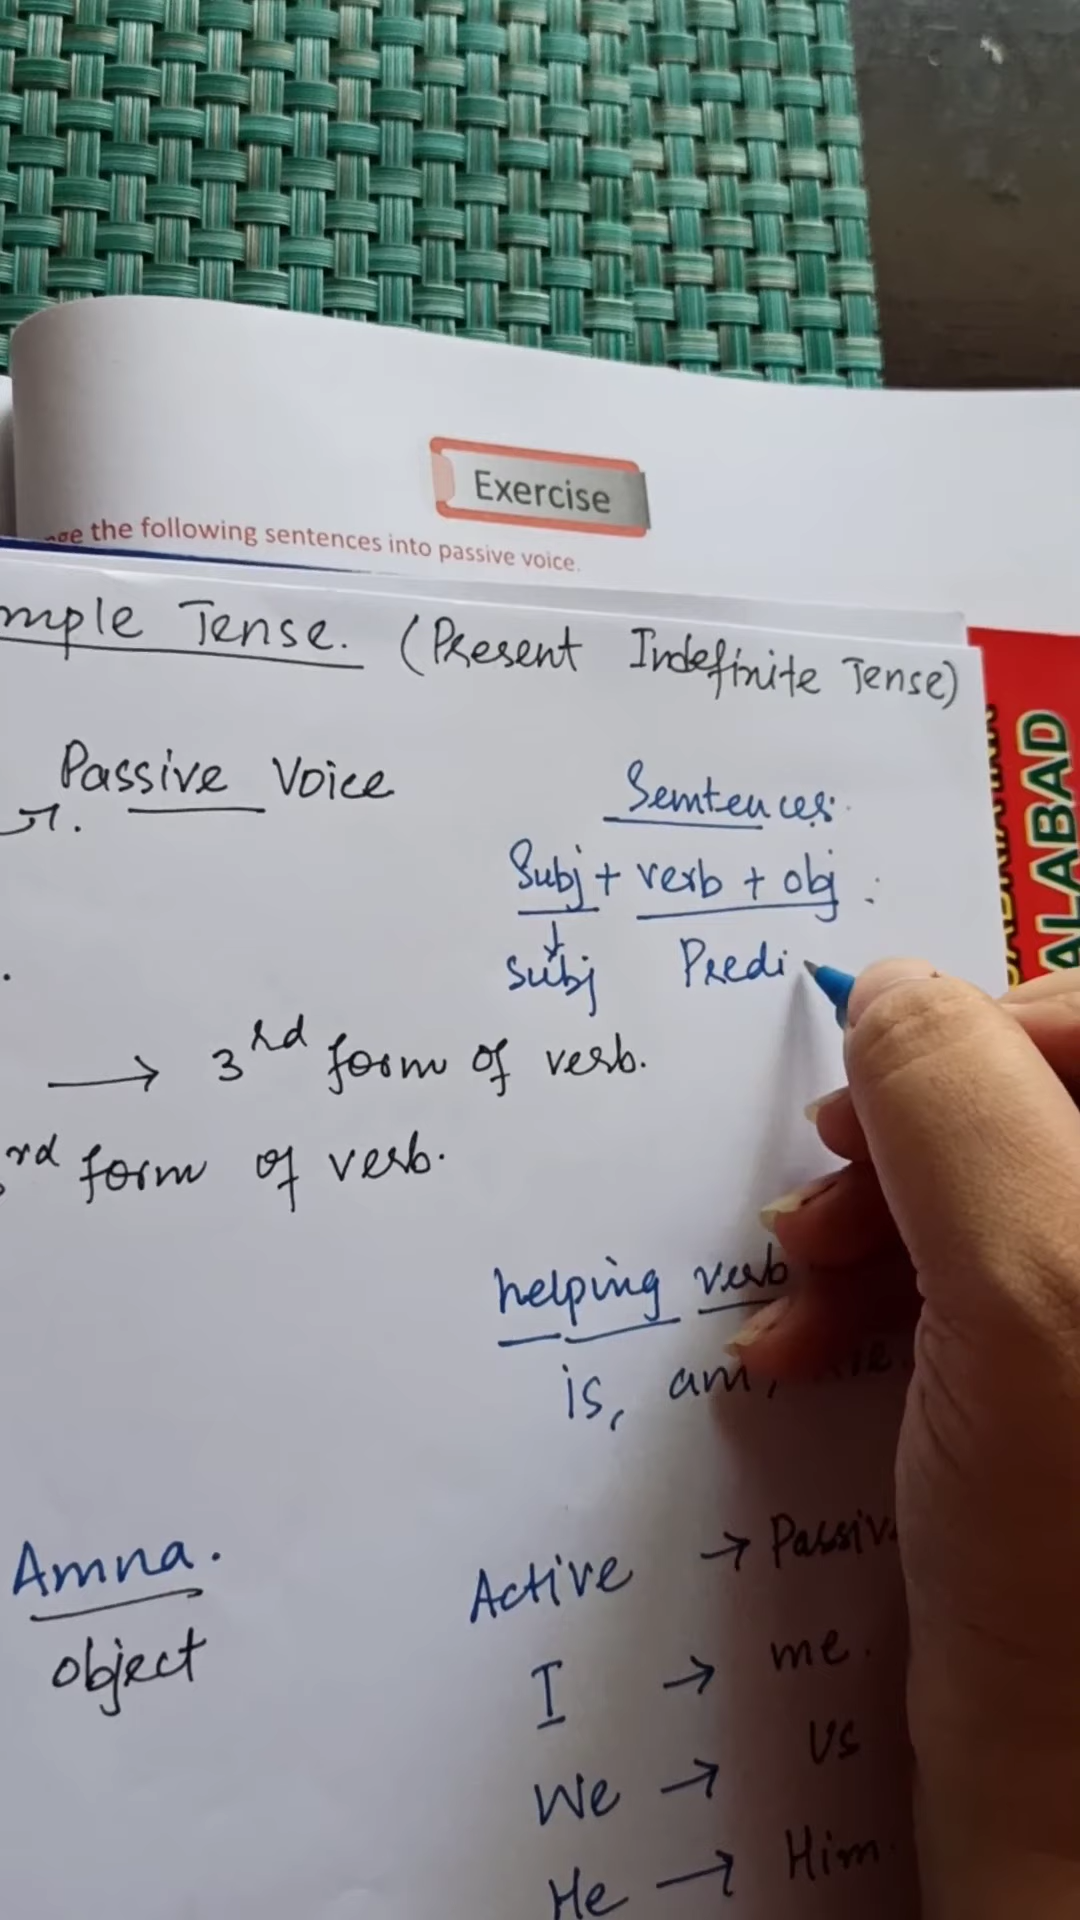 Exercise
the following sentences into passive voice.
mple Tense. (Present Indefinite Tense)
Passive Voice
Semtences:
Subj + verb + obj :
subj Predi
→ 3rd form of verb.
rd form of verb.
helping verb
is, am,
Amna.
object
Active → Passiv
I → me.
We → us
He → Him.
ALABAD